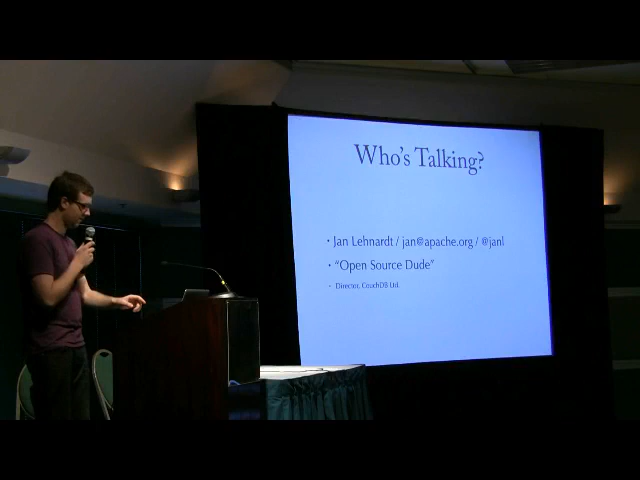 Who's Talking?
• Jan Lehnardt / jan@apache.org / @janl
• “Open Source Dude”
• Director, CouchDB Ltd.